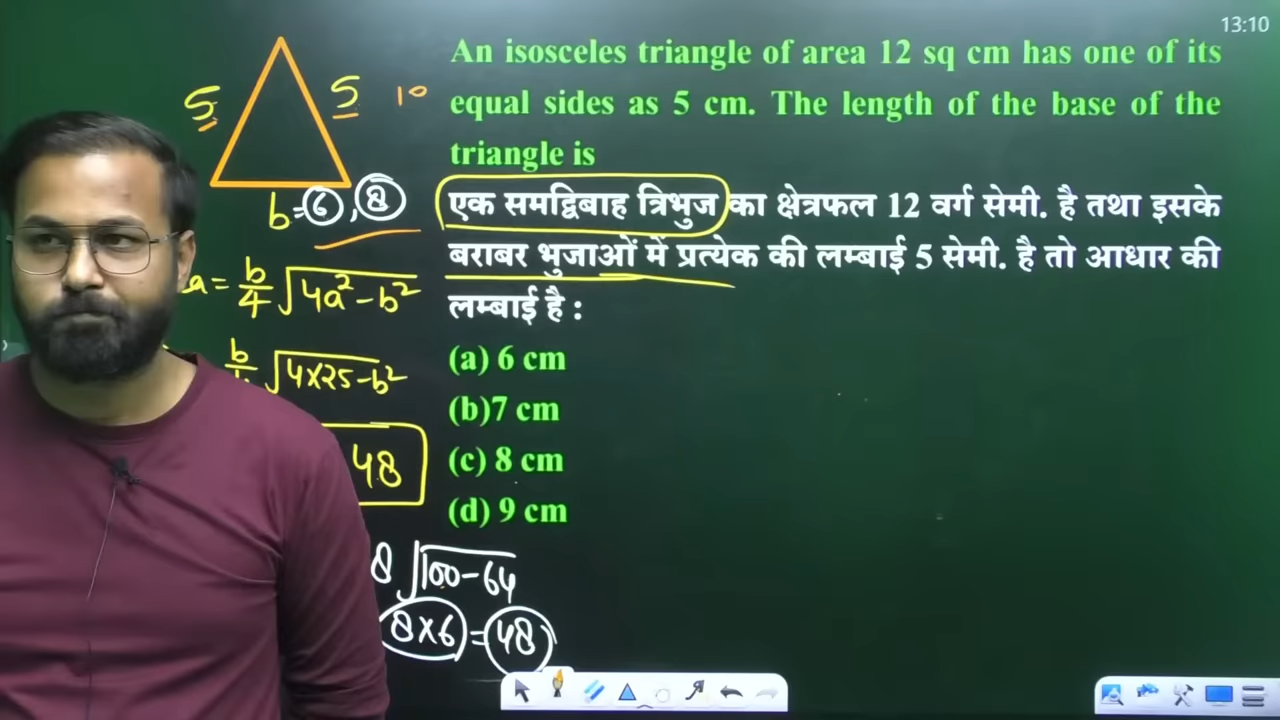 13:10
An isosceles triangle of area 12 sq cm has one of its
equal sides as 5 cm. The length of the base of the
triangle is
एक समद्विबाह त्रिभुज का क्षेत्रफल 12 वर्ग सेमी. है तथा इसके
बराबर भुजाओं में प्रत्येक की लम्बाई 5 सेमी. है तो आधार की
लम्बाई है :
(a) 6 cm
(b)7 cm
(c) 8 cm
(d) 9 cm
5 5 10
b=6, 8
a = b/4 √4a²-b²
b √4×25-b²
48
8 √100-64
8×6 = 48